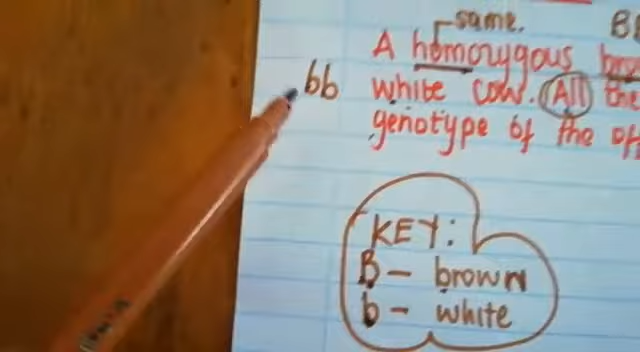 same.
A homozygous
bb white cow. All the
genotype of the
KEY:
B - brown
b - white